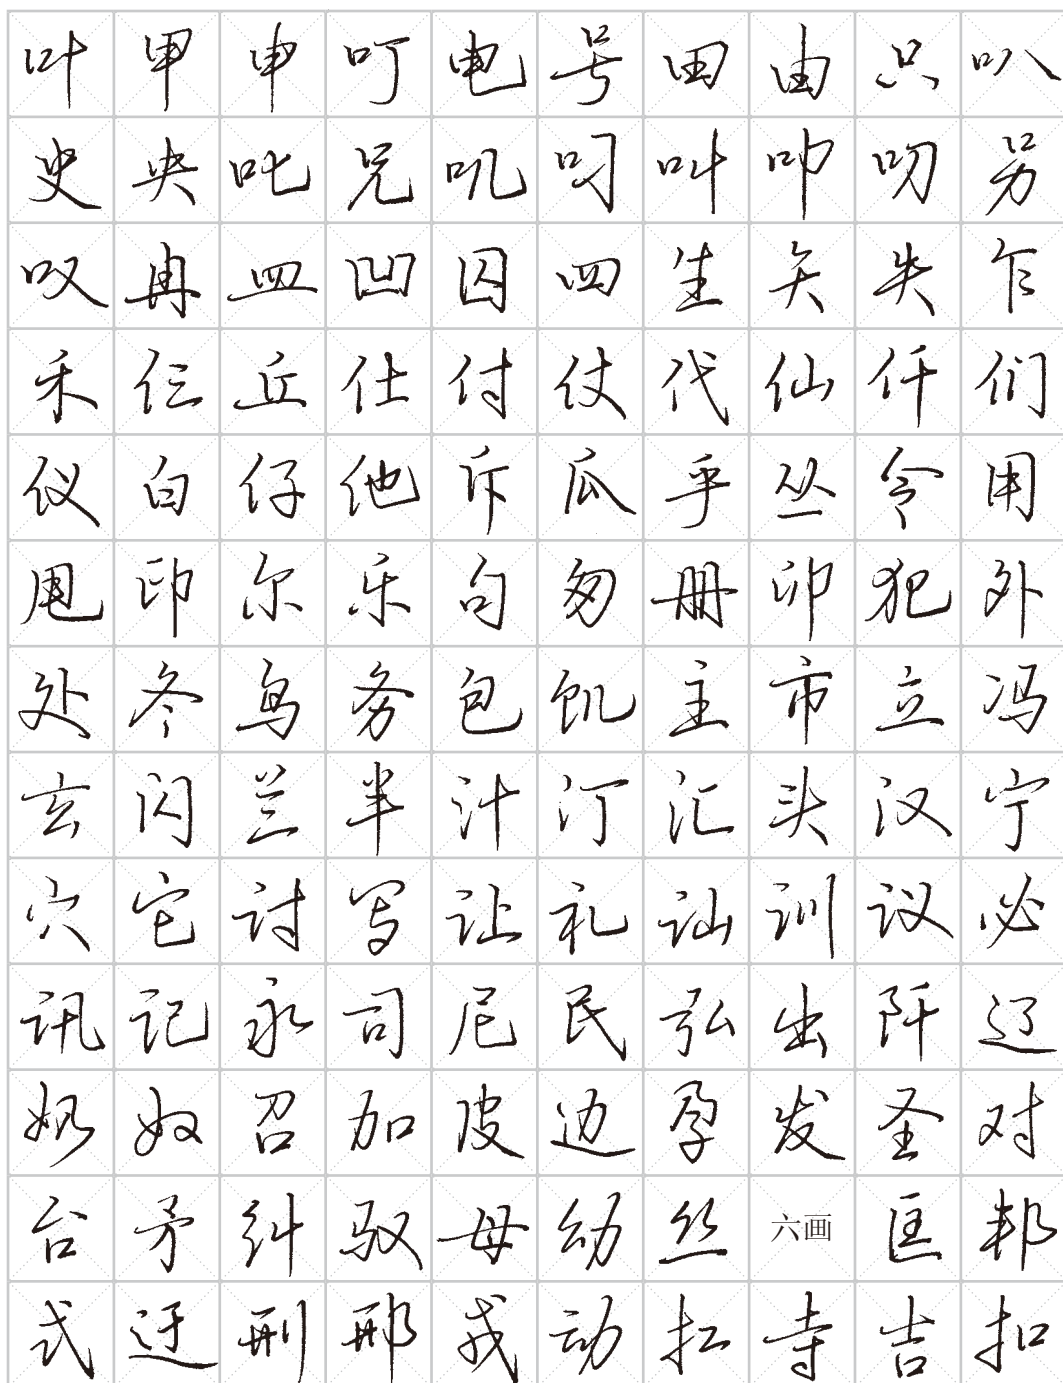 叶甲申叮电号田由只叭
史央叱兄叽叼叫叩叨另
叹冉皿凹囚四生矢失乍
禾仨丘仕付仗代仙仟们
仪白仔他斥瓜乎丛令用
甩印尔乐句匆册卯犯外
处冬鸟务包饥主市立冯
玄闪兰半汁汀汇头汉宁
穴它讨写让礼讪训议必
讯记永司尼民弘出阡辽
奶奴召加皮边孕发圣对
台矛纠驭母幼丝六画匡邦
式迂刑邢戎动扛寺吉扣